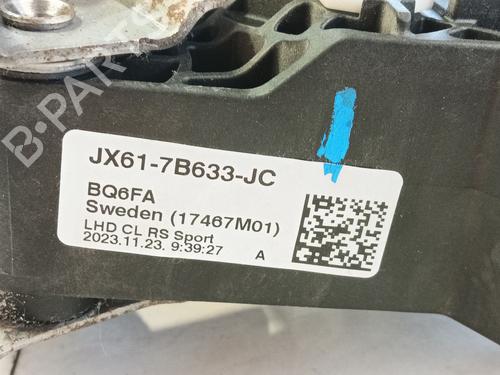 B-PARTS
JX61-7B633-JC
BQ6FA
Sweden (17467M01)
LHD CL RS Sport
2023.11.23. 9:39:27 A